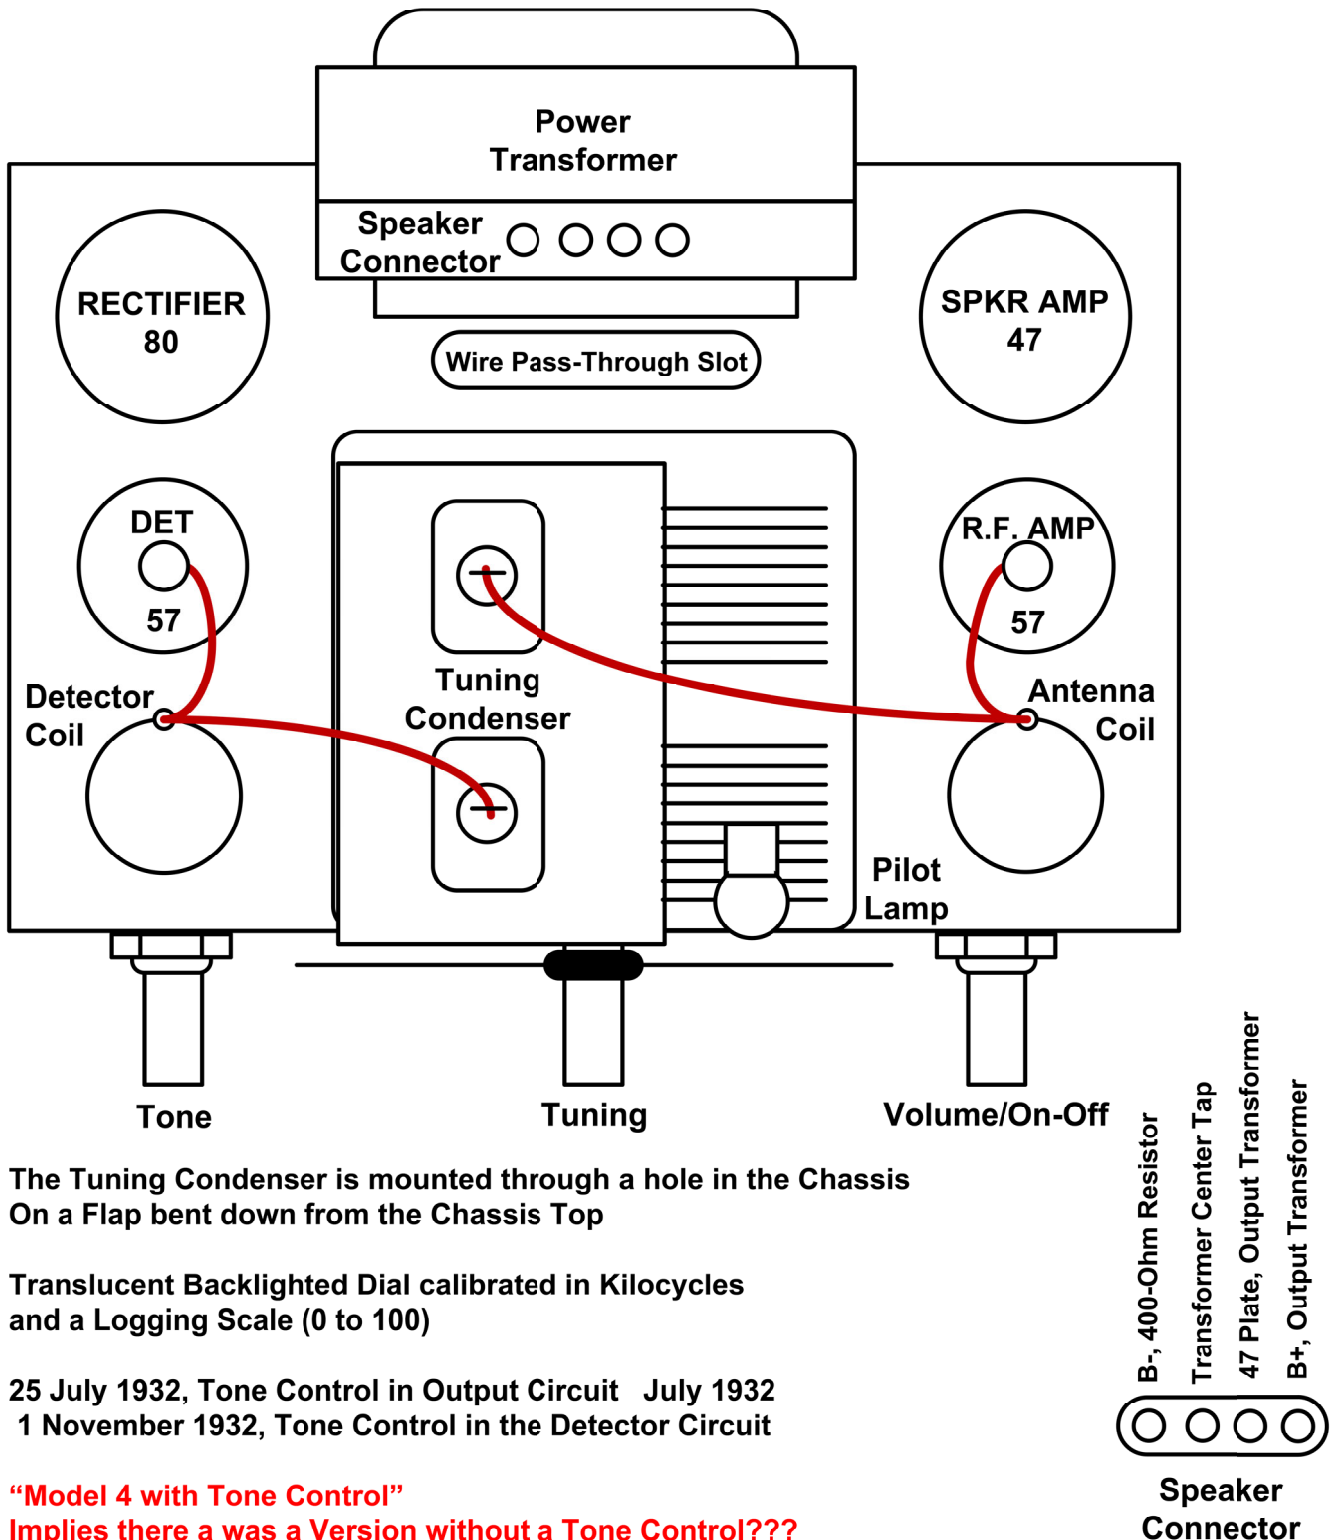 Power
Transformer
Speaker
Connector
RECTIFIER
80
SPKR AMP
47
Wire Pass-Through Slot
DET
57
R.F. AMP
57
Detector
Coil
Tuning
Condenser
Antenna
Coil
Pilot
Lamp
Tone
Tuning
Volume/On-Off
The Tuning Condenser is mounted through a hole in the Chassis
On a Flap bent down from the Chassis Top
Translucent Backlighted Dial calibrated in Kilocycles
and a Logging Scale (0 to 100)
25 July 1932, Tone Control in Output Circuit   July 1932
1 November 1932, Tone Control in the Detector Circuit
“Model 4 with Tone Control”
Implies there a was a Version without a Tone Control???
B-, 400-Ohm Resistor
Transformer Center Tap
47 Plate, Output Transformer
B+, Output Transformer
Speaker
Connector